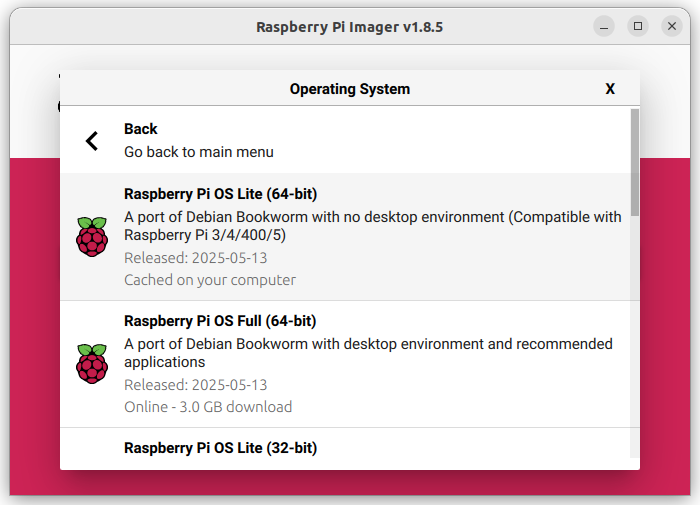 Raspberry Pi Imager v1.8.5
Operating System
X
Back
Go back to main menu
Raspberry Pi OS Lite (64-bit)
A port of Debian Bookworm with no desktop environment (Compatible with
Raspberry Pi 3/4/400/5)
Released: 2025-05-13
Cached on your computer
Raspberry Pi OS Full (64-bit)
A port of Debian Bookworm with desktop environment and recommended
applications
Released: 2025-05-13
Online - 3.0 GB download
Raspberry Pi OS Lite (32-bit)